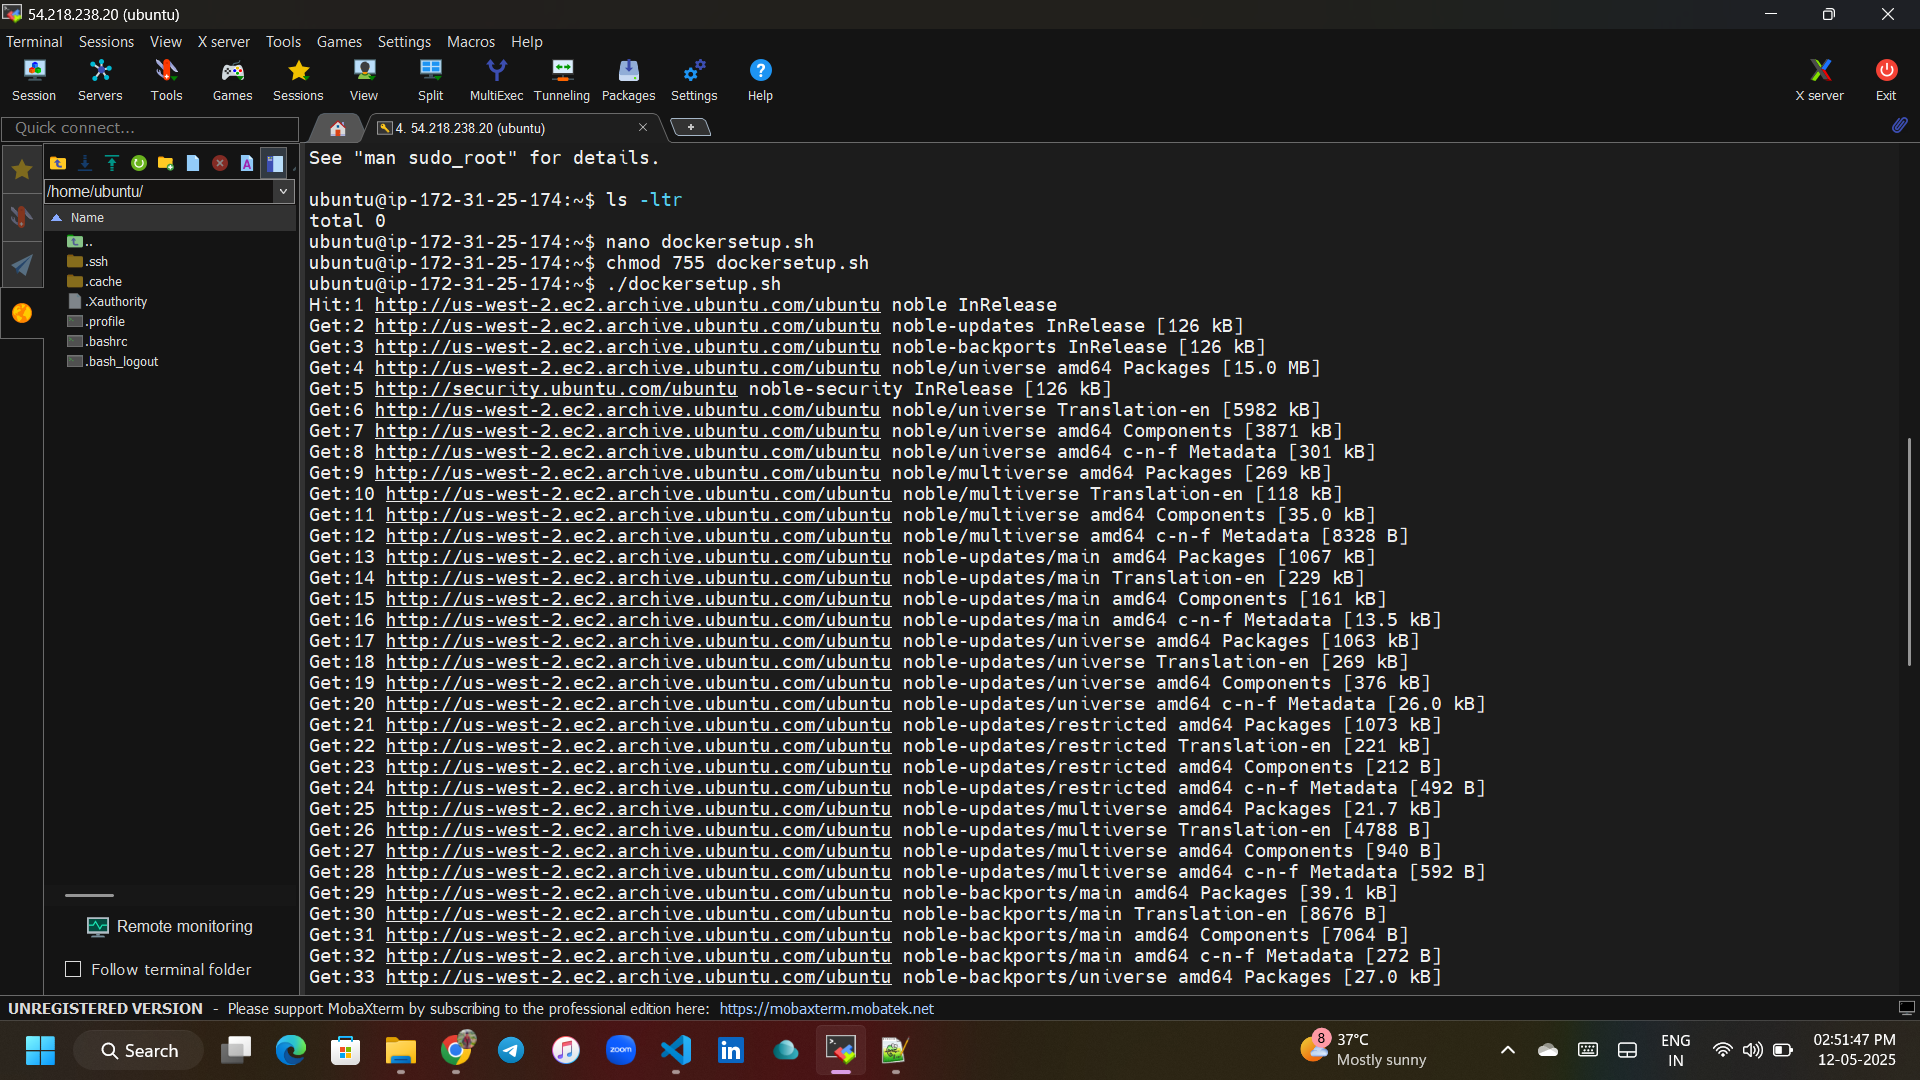 54.218.238.20 (ubuntu)
Terminal Sessions View X server Tools Games Settings Macros Help
Session Servers Tools Games Sessions View Split MultiExec Tunneling Packages Settings Help X server Exit
Quick connect...
4. 54.218.238.20 (ubuntu)
/home/ubuntu/
Name
..
.ssh
.cache
.Xauthority
.profile
.bashrc
.bash_logout
Remote monitoring
Follow terminal folder
See "man sudo_root" for details.
ubuntu@ip-172-31-25-174:~$ ls -ltr
total 0
ubuntu@ip-172-31-25-174:~$ nano dockersetup.sh
ubuntu@ip-172-31-25-174:~$ chmod 755 dockersetup.sh
ubuntu@ip-172-31-25-174:~$ ./dockersetup.sh
Hit:1 http://us-west-2.ec2.archive.ubuntu.com/ubuntu noble InRelease
Get:2 http://us-west-2.ec2.archive.ubuntu.com/ubuntu noble-updates InRelease [126 kB]
Get:3 http://us-west-2.ec2.archive.ubuntu.com/ubuntu noble-backports InRelease [126 kB]
Get:4 http://us-west-2.ec2.archive.ubuntu.com/ubuntu noble/universe amd64 Packages [15.0 MB]
Get:5 http://security.ubuntu.com/ubuntu noble-security InRelease [126 kB]
Get:6 http://us-west-2.ec2.archive.ubuntu.com/ubuntu noble/universe Translation-en [5982 kB]
Get:7 http://us-west-2.ec2.archive.ubuntu.com/ubuntu noble/universe amd64 Components [3871 kB]
Get:8 http://us-west-2.ec2.archive.ubuntu.com/ubuntu noble/universe amd64 c-n-f Metadata [301 kB]
Get:9 http://us-west-2.ec2.archive.ubuntu.com/ubuntu noble/multiverse amd64 Packages [269 kB]
Get:10 http://us-west-2.ec2.archive.ubuntu.com/ubuntu noble/multiverse Translation-en [118 kB]
Get:11 http://us-west-2.ec2.archive.ubuntu.com/ubuntu noble/multiverse amd64 Components [35.0 kB]
Get:12 http://us-west-2.ec2.archive.ubuntu.com/ubuntu noble/multiverse amd64 c-n-f Metadata [8328 B]
Get:13 http://us-west-2.ec2.archive.ubuntu.com/ubuntu noble-updates/main amd64 Packages [1067 kB]
Get:14 http://us-west-2.ec2.archive.ubuntu.com/ubuntu noble-updates/main Translation-en [229 kB]
Get:15 http://us-west-2.ec2.archive.ubuntu.com/ubuntu noble-updates/main amd64 Components [161 kB]
Get:16 http://us-west-2.ec2.archive.ubuntu.com/ubuntu noble-updates/main amd64 c-n-f Metadata [13.5 kB]
Get:17 http://us-west-2.ec2.archive.ubuntu.com/ubuntu noble-updates/universe amd64 Packages [1063 kB]
Get:18 http://us-west-2.ec2.archive.ubuntu.com/ubuntu noble-updates/universe Translation-en [269 kB]
Get:19 http://us-west-2.ec2.archive.ubuntu.com/ubuntu noble-updates/universe amd64 Components [376 kB]
Get:20 http://us-west-2.ec2.archive.ubuntu.com/ubuntu noble-updates/universe amd64 c-n-f Metadata [26.0 kB]
Get:21 http://us-west-2.ec2.archive.ubuntu.com/ubuntu noble-updates/restricted amd64 Packages [1073 kB]
Get:22 http://us-west-2.ec2.archive.ubuntu.com/ubuntu noble-updates/restricted Translation-en [221 kB]
Get:23 http://us-west-2.ec2.archive.ubuntu.com/ubuntu noble-updates/restricted amd64 Components [212 B]
Get:24 http://us-west-2.ec2.archive.ubuntu.com/ubuntu noble-updates/restricted amd64 c-n-f Metadata [492 B]
Get:25 http://us-west-2.ec2.archive.ubuntu.com/ubuntu noble-updates/multiverse amd64 Packages [21.7 kB]
Get:26 http://us-west-2.ec2.archive.ubuntu.com/ubuntu noble-updates/multiverse Translation-en [4788 B]
Get:27 http://us-west-2.ec2.archive.ubuntu.com/ubuntu noble-updates/multiverse amd64 Components [940 B]
Get:28 http://us-west-2.ec2.archive.ubuntu.com/ubuntu noble-updates/multiverse amd64 c-n-f Metadata [592 B]
Get:29 http://us-west-2.ec2.archive.ubuntu.com/ubuntu noble-backports/main amd64 Packages [39.1 kB]
Get:30 http://us-west-2.ec2.archive.ubuntu.com/ubuntu noble-backports/main Translation-en [8676 B]
Get:31 http://us-west-2.ec2.archive.ubuntu.com/ubuntu noble-backports/main amd64 Components [7064 B]
Get:32 http://us-west-2.ec2.archive.ubuntu.com/ubuntu noble-backports/main amd64 c-n-f Metadata [272 B]
Get:33 http://us-west-2.ec2.archive.ubuntu.com/ubuntu noble-backports/universe amd64 Packages [27.0 kB]
UNREGISTERED VERSION - Please support MobaXterm by subscribing to the professional edition here: https://mobaxterm.mobatek.net
Search
zoom
8
37°C
Mostly sunny
ENG
IN
02:51:47 PM
12-05-2025